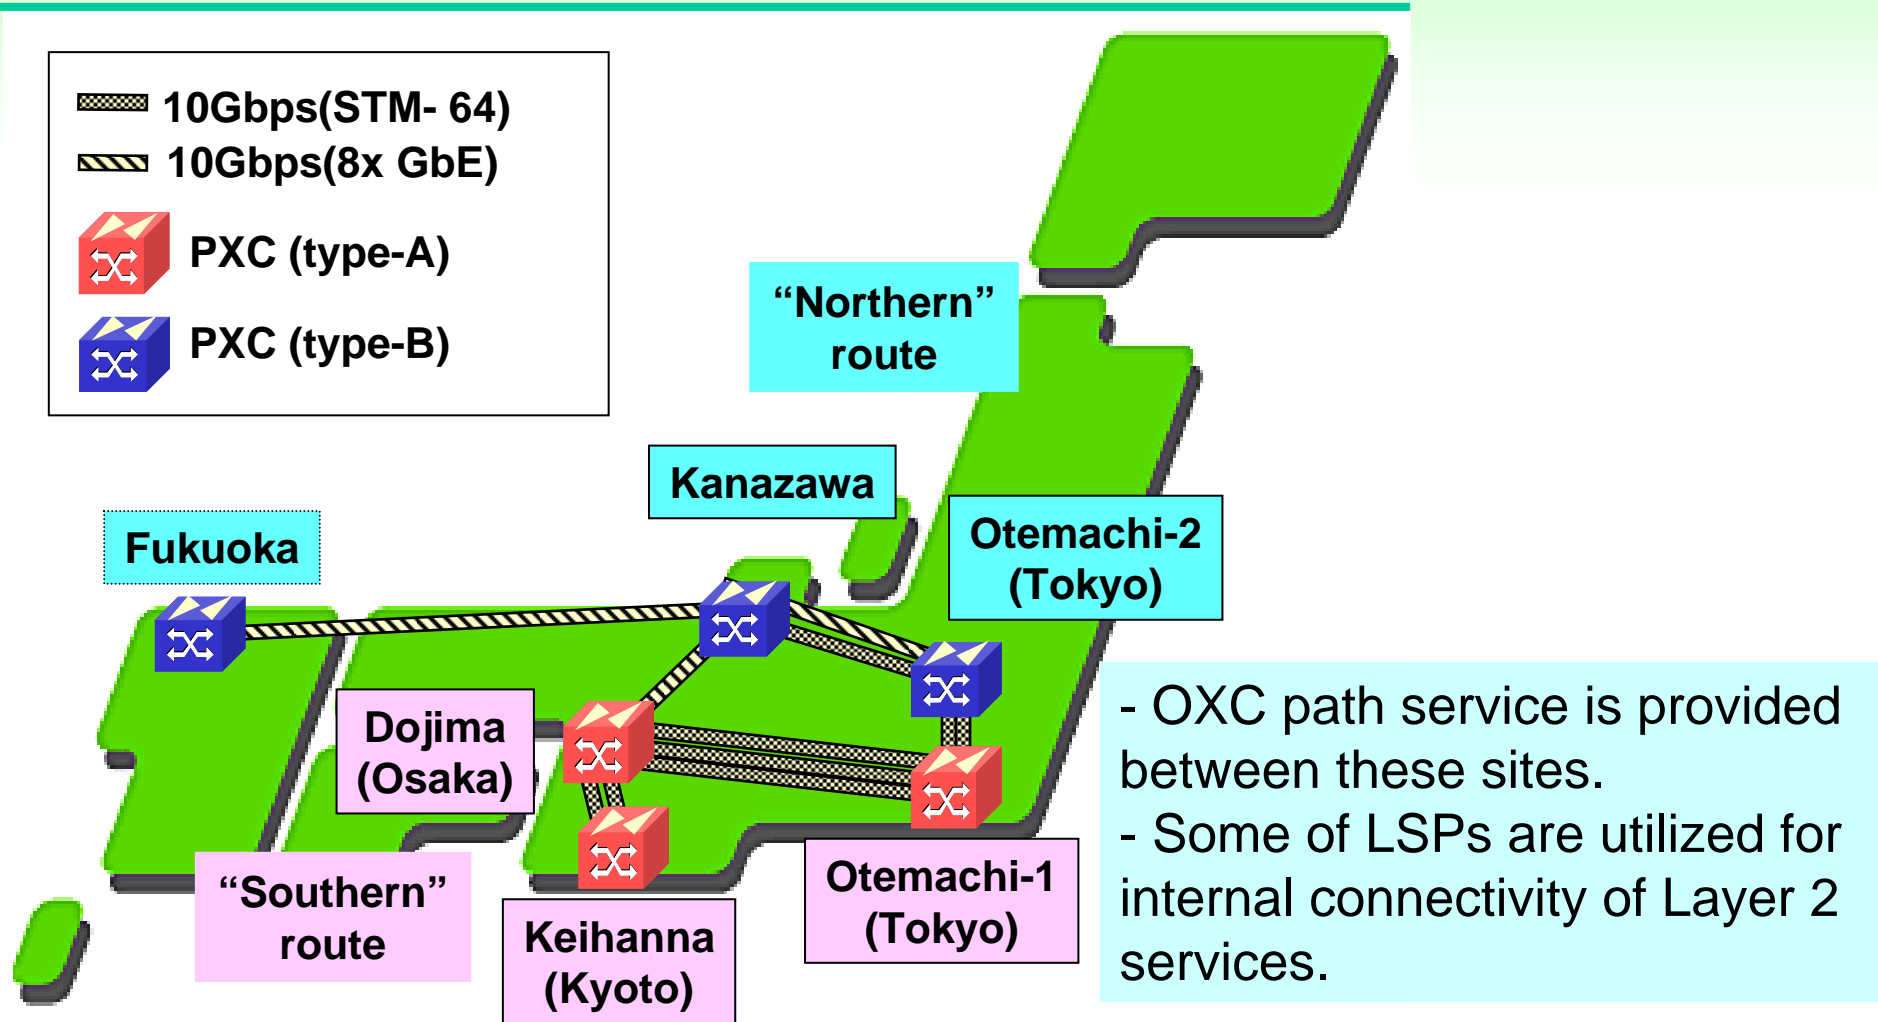 10Gbps(STM- 64)
10Gbps(8x GbE)
PXC (type-A)
PXC (type-B)
“Northern”
route
Kanazawa
Otemachi-2
(Tokyo)
Fukuoka
Dojima
(Osaka)
“Southern”
route
Keihanna
(Kyoto)
Otemachi-1
(Tokyo)
- OXC path service is provided
between these sites.
- Some of LSPs are utilized for
internal connectivity of Layer 2
services.